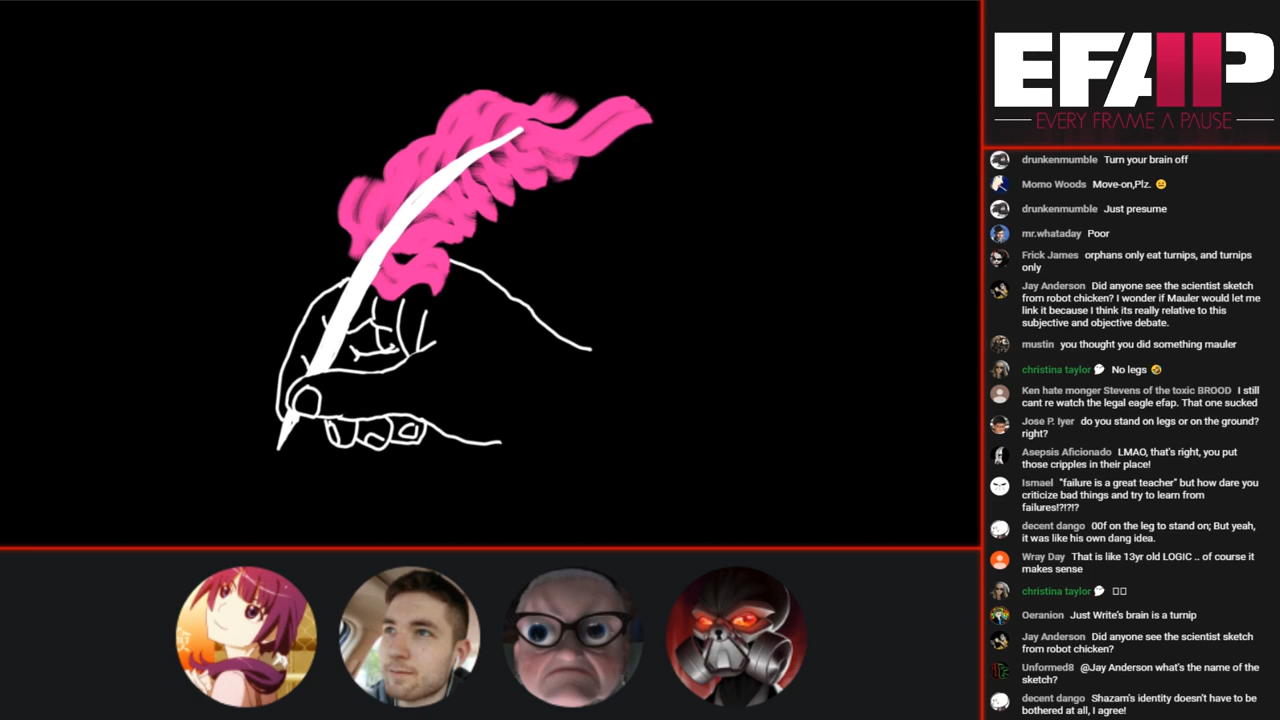 EFAP
EVERY FRAME A PAUSE
drunkenmumble Turn your brain off
Momo Woods Move-on,Plz. 😐
drunkenmumble Just presume
mr.whataday Poor
Frick James orphans only eat turnips, and turnips
only
Jay Anderson Did anyone see the scientist sketch
from robot chicken? I wonder if Mauler would let me
link it because I think its really relative to this
subjective and objective debate.
mustin you thought you did something mauler
christina taylor No legs 🤣
Ken hate monger Stevens of the toxic BROOD I still
cant re watch the legal eagle efap. That one sucked
Jose P. Iyer do you stand on legs or on the ground?
right?
Asepsis Aficionado LMAO, that's right, you put
those cripples in their place!
Ismael "failure is a great teacher" but how dare you
criticize bad things and try to learn from
failures!?!?!?
decent dango 00f on the leg to stand on; But yeah,
it was like his own dang idea.
Wray Day That is like 13yr old LOGIC .. of course it
makes sense
christina taylor □□
Oeranion Just Write's brain is a turnip
Jay Anderson Did anyone see the scientist sketch
from robot chicken?
Unformed8 @Jay Anderson what's the name of the
sketch?
decent dango Shazam's identity doesn't have to be
bothered at all, I agree!